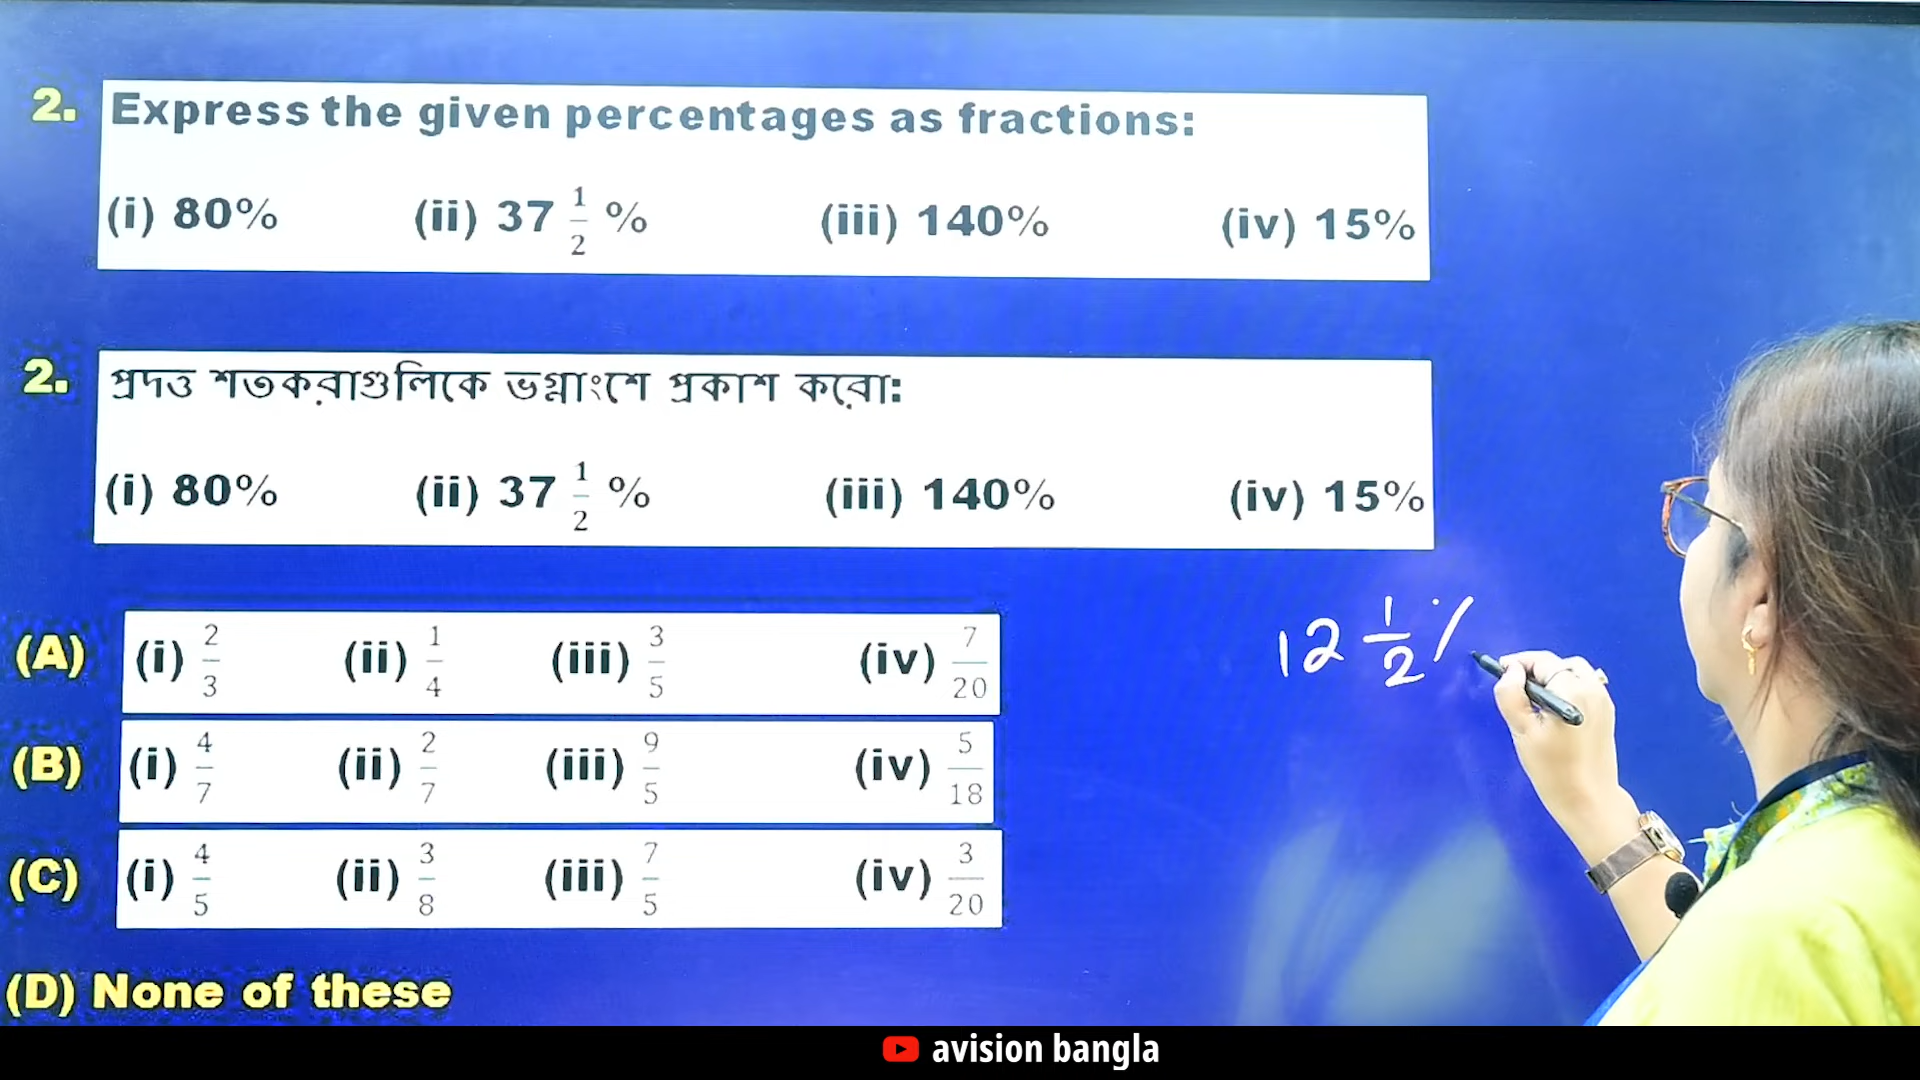 2. Express the given percentages as fractions:
(i) 80% (ii) 37 1/2 % (iii) 140% (iv) 15%
2. প্রদত্ত শতকরাগুলিকে ভগ্নাংশে প্রকাশ করো:
(i) 80% (ii) 37 1/2 % (iii) 140% (iv) 15%
12 1/2 %
(A) (i) 2/3 (ii) 1/4 (iii) 3/5 (iv) 7/20
(B) (i) 4/7 (ii) 2/7 (iii) 9/5 (iv) 5/18
(C) (i) 4/5 (ii) 3/8 (iii) 7/5 (iv) 3/20
(D) None of these
avision bangla